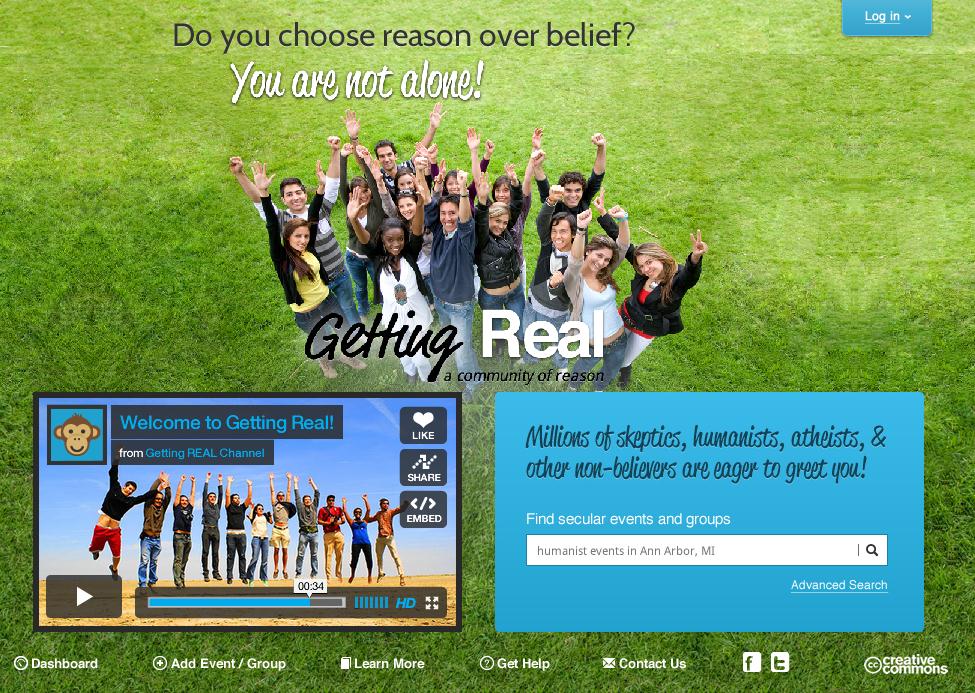 Log in
Do you choose reason over belief?
You are not alone!
Getting Real
a community of reason
Welcome to Getting Real!
from Getting REAL Channel
LIKE
SHARE
EMBED
00:34
HD
Millions of skeptics, humanists, atheists, &
other non-believers are eager to greet you!
Find secular events and groups
humanist events in Ann Arbor, MI
Advanced Search
Dashboard
Add Event / Group
Learn More
Get Help
Contact Us
f
t
cc creative
commons